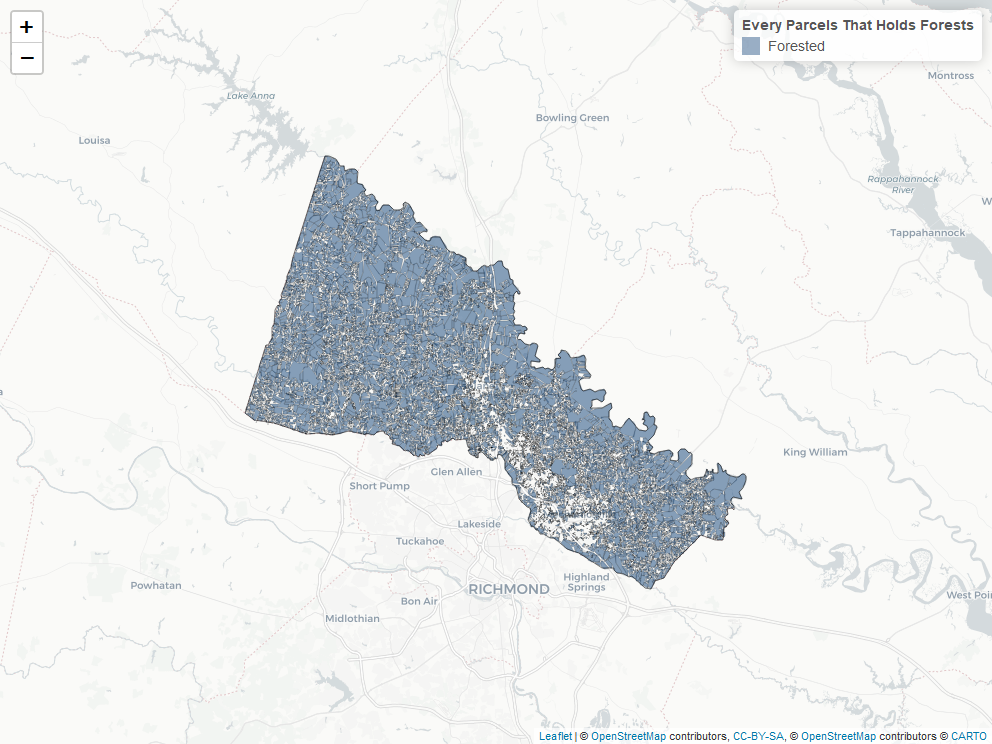 +
−
Every Parcels That Holds Forests
Forested
Montross
Lake Anna
Bowling Green
Louisa
Rappahannock
River
Tappahannock
King William
Glen Allen
Short Pump
Lakeside
Tuckahoe
Highland
Springs
Powhatan
RICHMOND
Bon Air
Midlothian
Leaflet | © OpenStreetMap contributors, CC-BY-SA, © OpenStreetMap contributors © CARTO